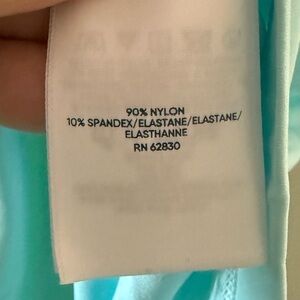 90% NYLON
10% SPANDEX/ELASTANE/ELASTANE/
ELASTHANNE
RN 62830